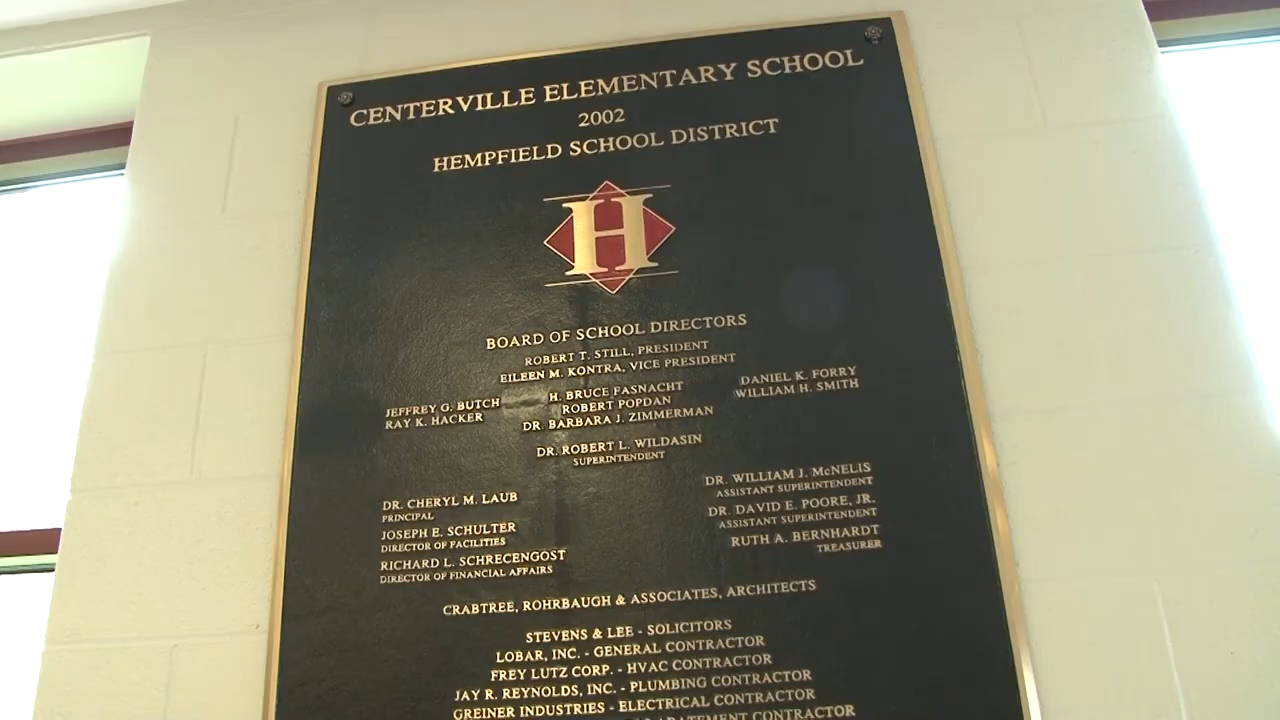 CENTERVILLE ELEMENTARY SCHOOL
2002
HEMPFIELD SCHOOL DISTRICT
H
BOARD OF SCHOOL DIRECTORS
ROBERT T. STILL, PRESIDENT
EILEEN M. KONTRA, VICE PRESIDENT
JEFFREY G. BUTCH
RAY K. HACKER
H. BRUCE FASNACHT
ROBERT POPDAN
DR. BARBARA J. ZIMMERMAN
DANIEL K. FORRY
WILLIAM H. SMITH
DR. ROBERT L. WILDASIN
SUPERINTENDENT
DR. CHERYL M. LAUB
PRINCIPAL
JOSEPH E. SCHULTER
DIRECTOR OF FACILITIES
RICHARD L. SCHRECENGOST
DIRECTOR OF FINANCIAL AFFAIRS
DR. WILLIAM J. McNELIS
ASSISTANT SUPERINTENDENT
DR. DAVID E. POORE, JR.
ASSISTANT SUPERINTENDENT
RUTH A. BERNHARDT
TREASURER
CRABTREE, ROHRBAUGH & ASSOCIATES, ARCHITECTS
STEVENS & LEE - SOLICITORS
LOBAR, INC. - GENERAL CONTRACTOR
FREY LUTZ CORP. - HVAC CONTRACTOR
JAY R. REYNOLDS, INC. - PLUMBING CONTRACTOR
GREINER INDUSTRIES - ELECTRICAL CONTRACTOR
ABATEMENT CONTRACTOR